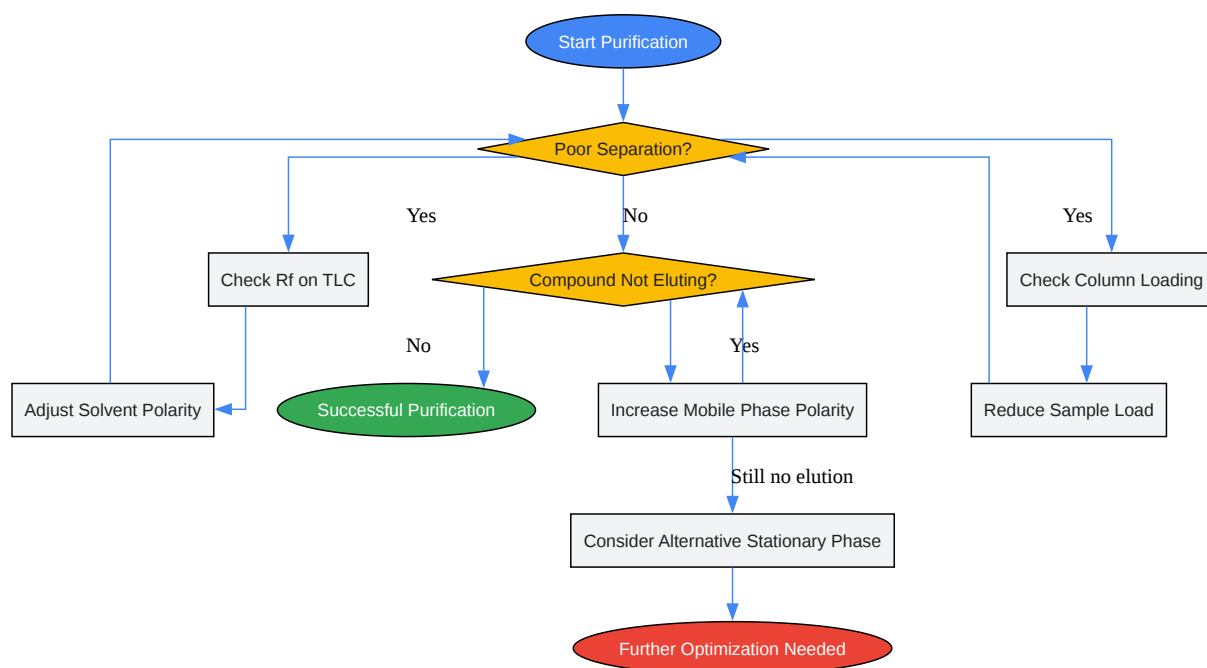 Start Purification
Poor Separation?
Yes
No
Yes
Check Rf on TLC
Compound Not Eluting?
Check Column Loading
No
Yes
Adjust Solvent Polarity
Successful Purification
Increase Mobile Phase Polarity
Reduce Sample Load
Still no elution
Consider Alternative Stationary Phase
Further Optimization Needed